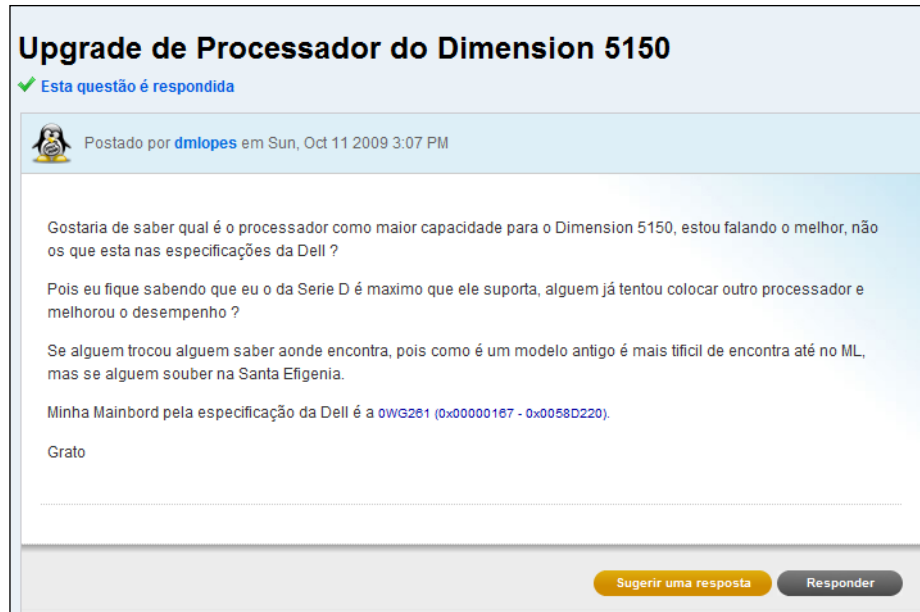 Upgrade de Processador do Dimension 5150
Esta questão é respondida
Postado por dmlopes em Sun, Oct 11 2009 3:07 PM
Gostaria de saber qual é o processador como maior capacidade para o Dimension 5150, estou falando o melhor, não
os que esta nas especificações da Dell ?
Pois eu fique sabendo que eu o da Serie D é maximo que ele suporta, alguem já tentou colocar outro processador e
melhorou o desempenho ?
Se alguem trocou alguem saber aonde encontra, pois como é um modelo antigo é mais tificil de encontra até no ML,
mas se alguem souber na Santa Efigenia.
Minha Mainbord pela especificação da Dell é a 0WG261 (0x00000167 - 0x0058D220).
Grato
Sugerir uma resposta Responder